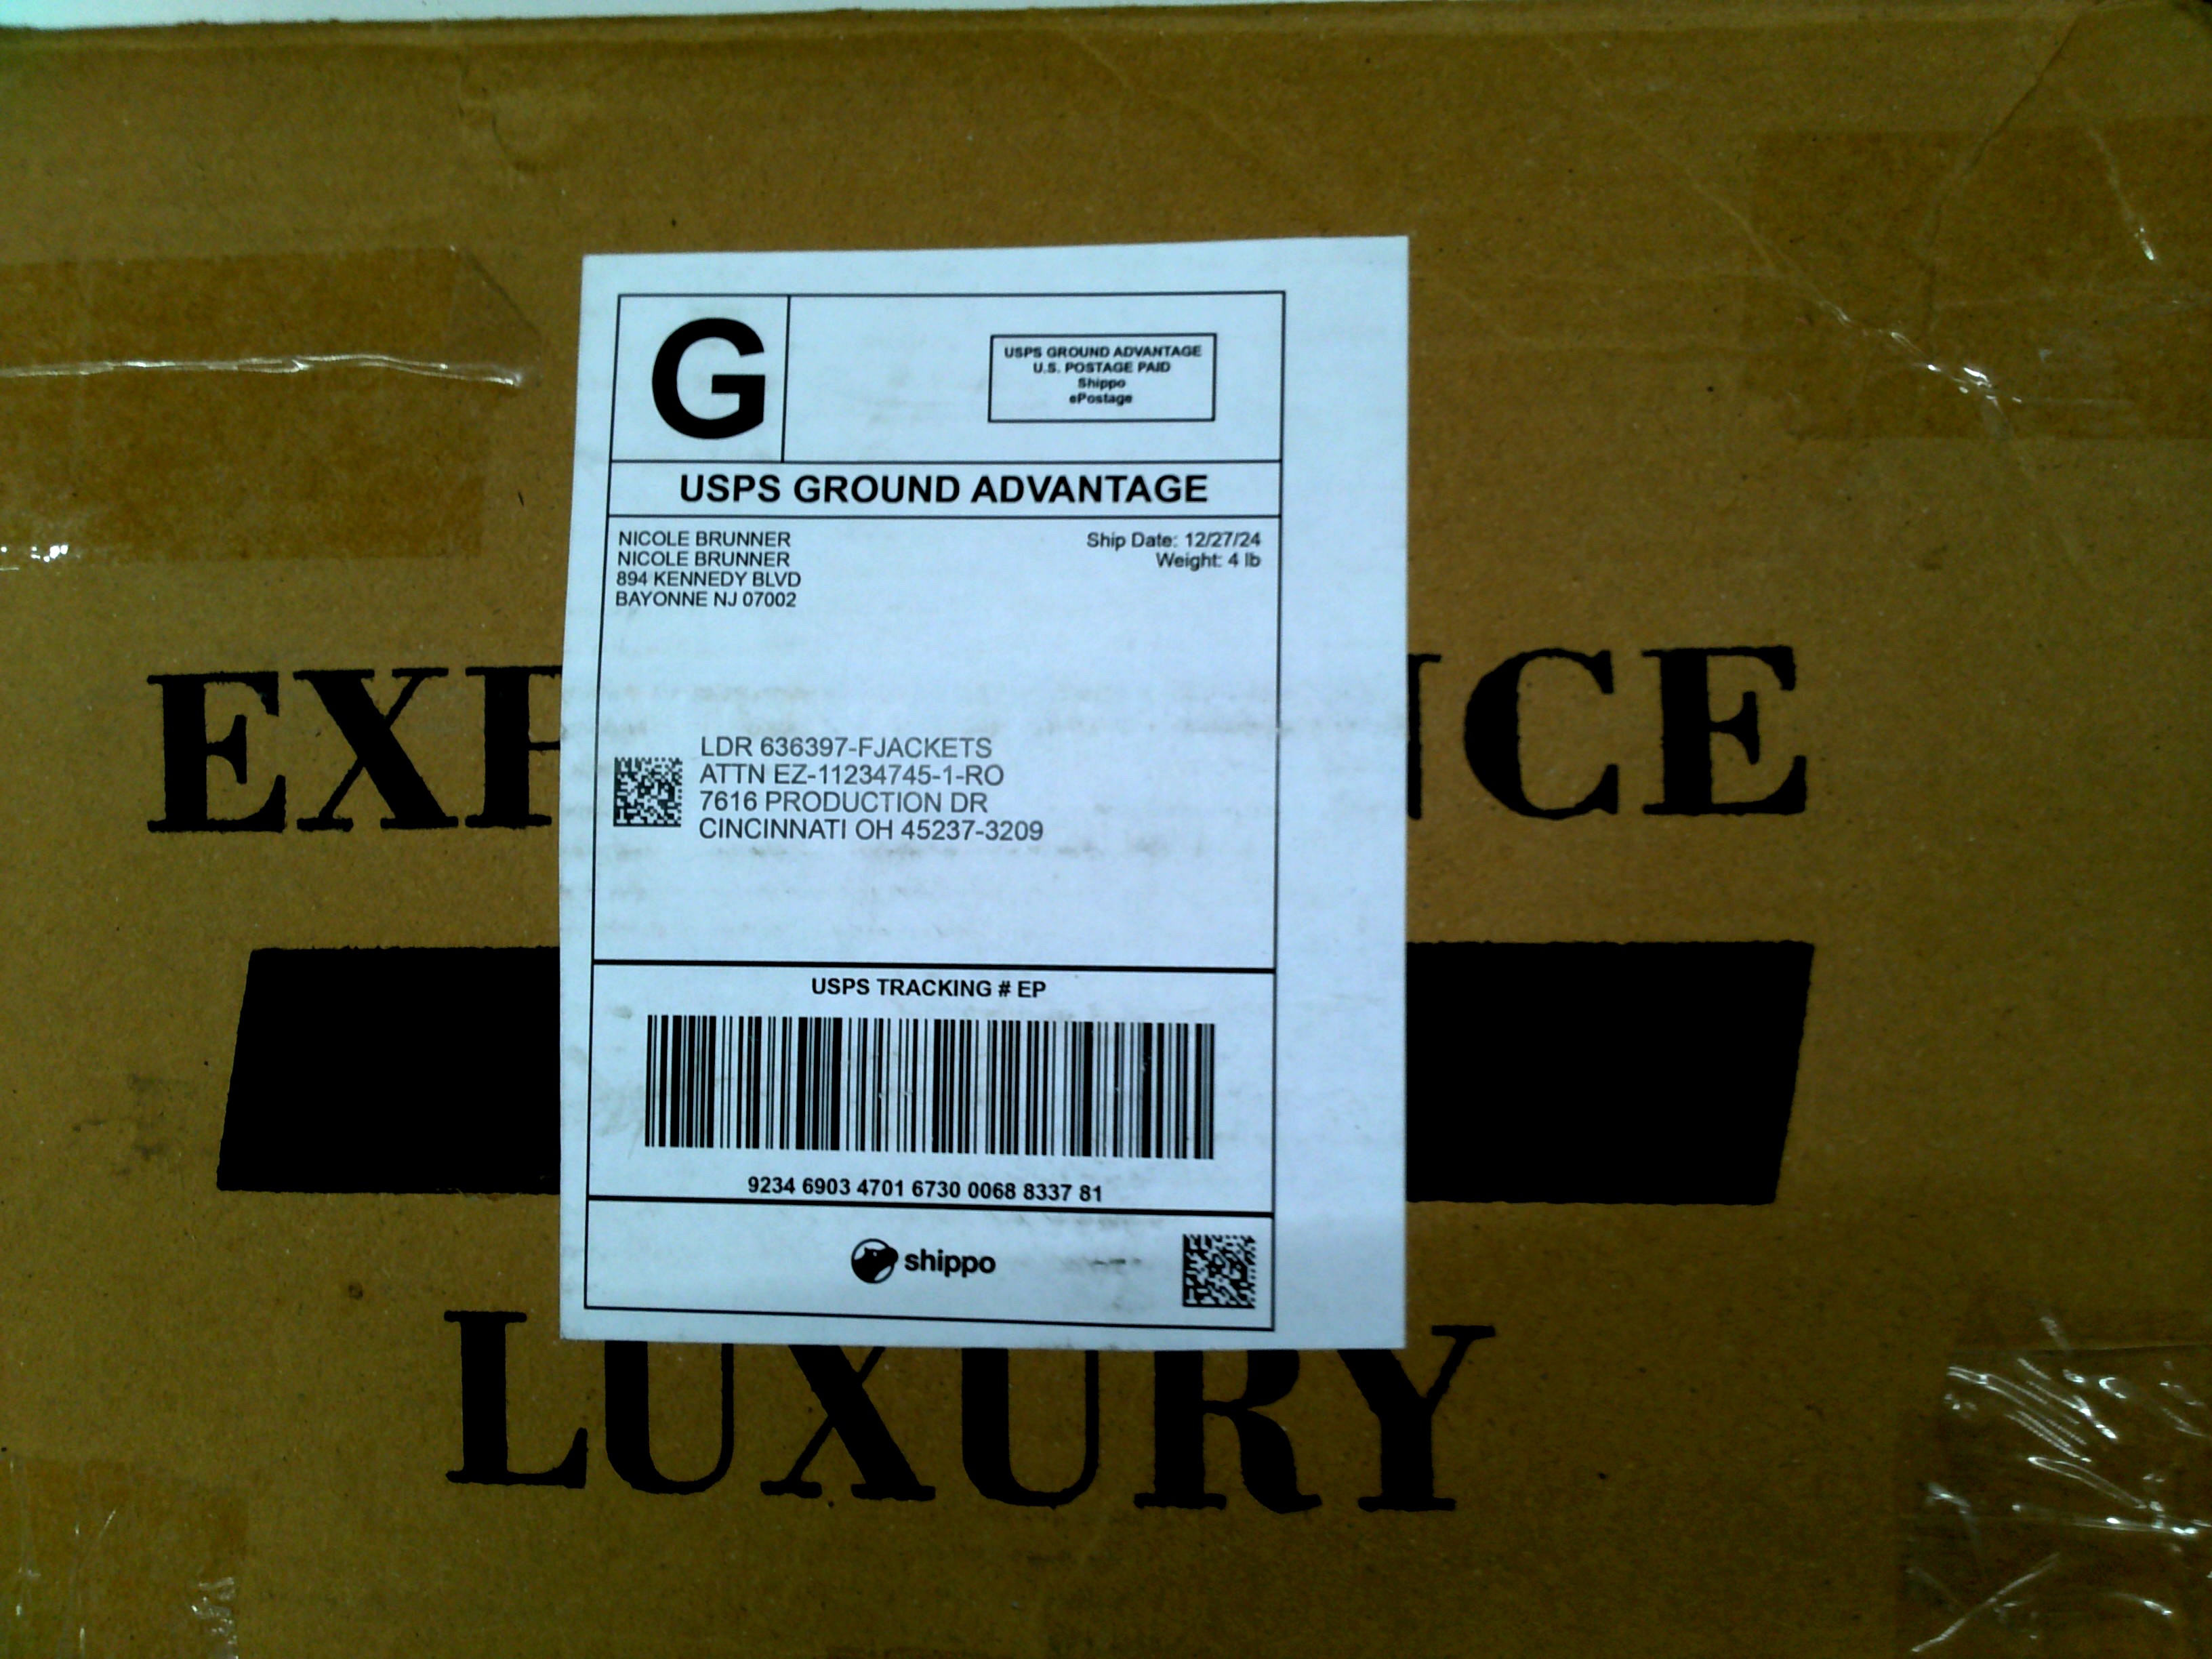 G
USPS GROUND ADVANTAGE
U.S. POSTAGE PAID
Shippo
ePostage
USPS GROUND ADVANTAGE
NICOLE BRUNNER
NICOLE BRUNNER
894 KENNEDY BLVD
BAYONNE NJ 07002
Ship Date: 12/27/24
Weight: 4 lb
LDR 636397-FJACKETS
ATTN EZ-11234745-1-RO
7616 PRODUCTION DR
CINCINNATI OH 45237-3209
USPS TRACKING # EP
9234 6903 4701 6730 0068 8337 81
shippo
LUXURY